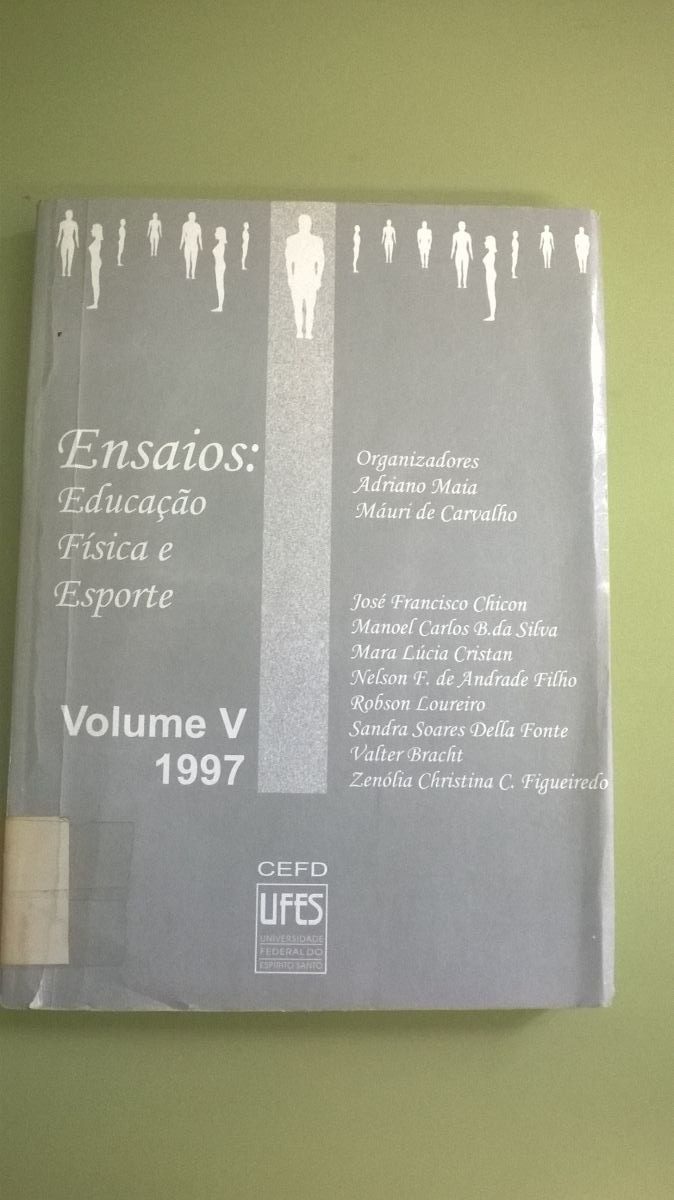 Ensaios:
Educação
Física e
Esporte
Volume V
1997
Organizadores
Adriano Maia
Máuri de Carvalho
José Francisco Chicon
Manoel Carlos B.da Silva
Mara Lúcia Cristan
Nelson F. de Andrade Filho
Robson Loureiro
Sandra Soares Della Fonte
Valter Bracht
Zenólia Christina C. Figueiredo
CEFD
UFES
UNIVERSIDADE
FEDERAL DO
ESPÍRITO SANTO